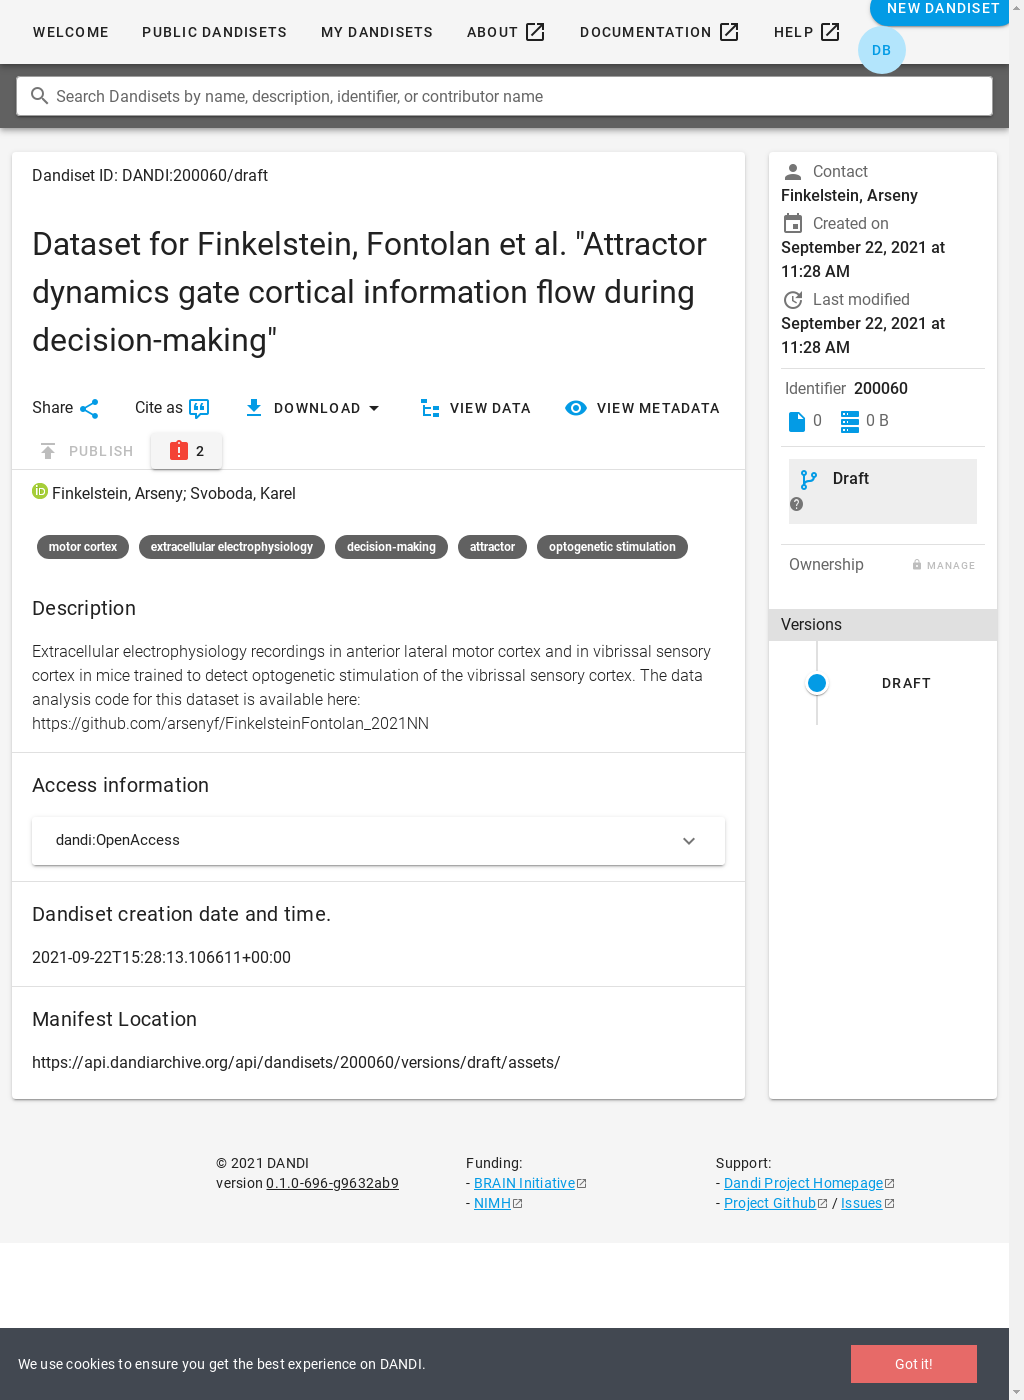 WELCOME PUBLIC DANDISETS MY DANDISETS ABOUT DOCUMENTATION HELP NEW DANDISET
DB
Search Dandisets by name, description, identifier, or contributor name
Dandiset ID: DANDI:200060/draft
Dataset for Finkelstein, Fontolan et al. "Attractor
dynamics gate cortical information flow during
decision-making"
Share Cite as DOWNLOAD VIEW DATA VIEW METADATA
PUBLISH 2
iD Finkelstein, Arseny; Svoboda, Karel
motor cortex extracellular electrophysiology decision-making attractor optogenetic stimulation
Description
Extracellular electrophysiology recordings in anterior lateral motor cortex and in vibrissal sensory
cortex in mice trained to detect optogenetic stimulation of the vibrissal sensory cortex. The data
analysis code for this dataset is available here:
https://github.com/arsenyf/FinkelsteinFontolan_2021NN
Access information
dandi:OpenAccess
Dandiset creation date and time.
2021-09-22T15:28:13.106611+00:00
Manifest Location
https://api.dandiarchive.org/api/dandisets/200060/versions/draft/assets/
Contact
Finkelstein, Arseny
Created on
September 22, 2021 at
11:28 AM
Last modified
September 22, 2021 at
11:28 AM
Identifier 200060
0 0 B
Draft
?
Ownership MANAGE
Versions
DRAFT
© 2021 DANDI
version 0.1.0-696-g9632ab9
Funding:
- BRAIN Initiative
- NIMH
Support:
- Dandi Project Homepage
- Project Github / Issues
We use cookies to ensure you get the best experience on DANDI.
Got it!